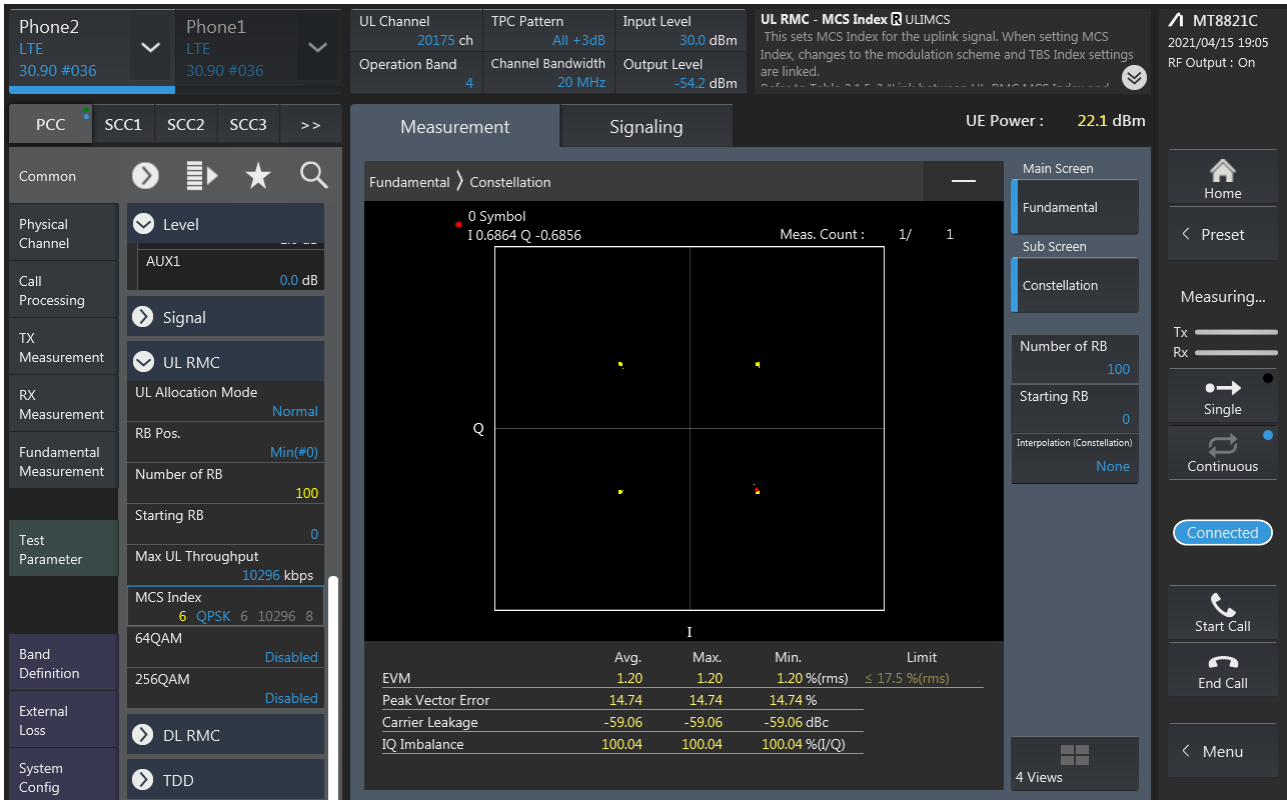 Phone2
LTE
30.90 #036
Phone1
LTE
30.90 #036
UL Channel
20175 ch
TPC Pattern
All +3dB
Input Level
30.0 dBm
Operation Band
4
Channel Bandwidth
20 MHz
Output Level
-54.2 dBm
UL RMC - MCS Index R ULIMCS
This sets MCS Index for the uplink signal. When setting MCS
Index, changes to the modulation scheme and TBS Index settings
are linked.
MT8821C
2021/04/15 19:05
RF Output : On
PCC
SCC1
SCC2
SCC3
>>
Common
Physical
Channel
Call
Processing
TX
Measurement
RX
Measurement
Fundamental
Measurement
Test
Parameter
Band
Definition
External
Loss
System
Config
Level
AUX1
0.0 dB
Signal
UL RMC
UL Allocation Mode
Normal
RB Pos.
Min(#0)
Number of RB
100
Starting RB
0
Max UL Throughput
10296 kbps
MCS Index
6 QPSK 6 10296 8
64QAM
Disabled
256QAM
Disabled
DL RMC
TDD
Measurement
Signaling
UE Power : 22.1 dBm
Fundamental 〉 Constellation
0 Symbol
I 0.6864 Q -0.6856
Meas. Count : 1/ 1
Q
I
Avg. Max. Min. Limit
EVM 1.20 1.20 1.20 %(rms) ≤ 17.5 %(rms)
Peak Vector Error 14.74 14.74 14.74 %
Carrier Leakage -59.06 -59.06 -59.06 dBc
IQ Imbalance 100.04 100.04 100.04 %(I/Q)
Main Screen
Fundamental
Sub Screen
Constellation
Number of RB
100
Starting RB
0
Interpolation (Constellation)
None
4 Views
Home
< Preset
Measuring...
Tx
Rx
Single
Continuous
Connected
Start Call
End Call
< Menu